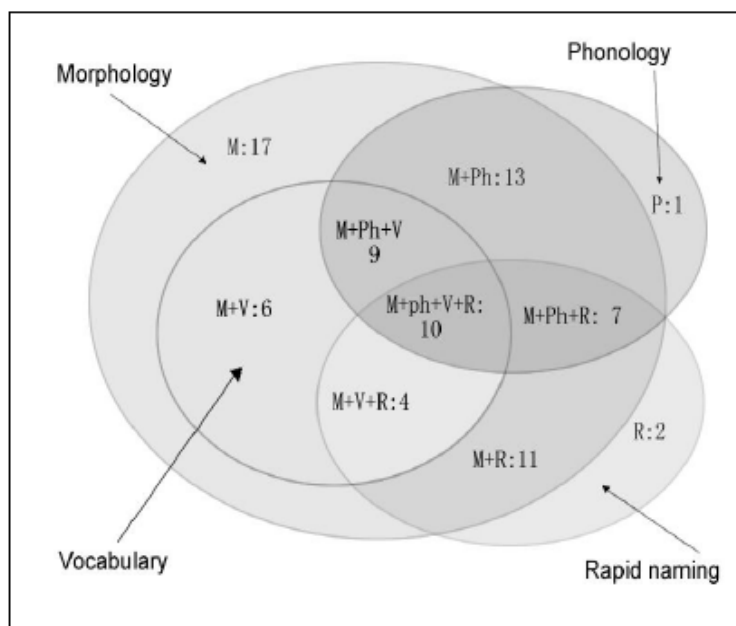 Phonology
Morphology
M:17
M+Ph:13
P:1
M+Ph+V
9
M+V:6
M+ph+V+R:
10
M+Ph+R: 7
M+V+R:4
R:2
M+R:11
Vocabulary
Rapid naming